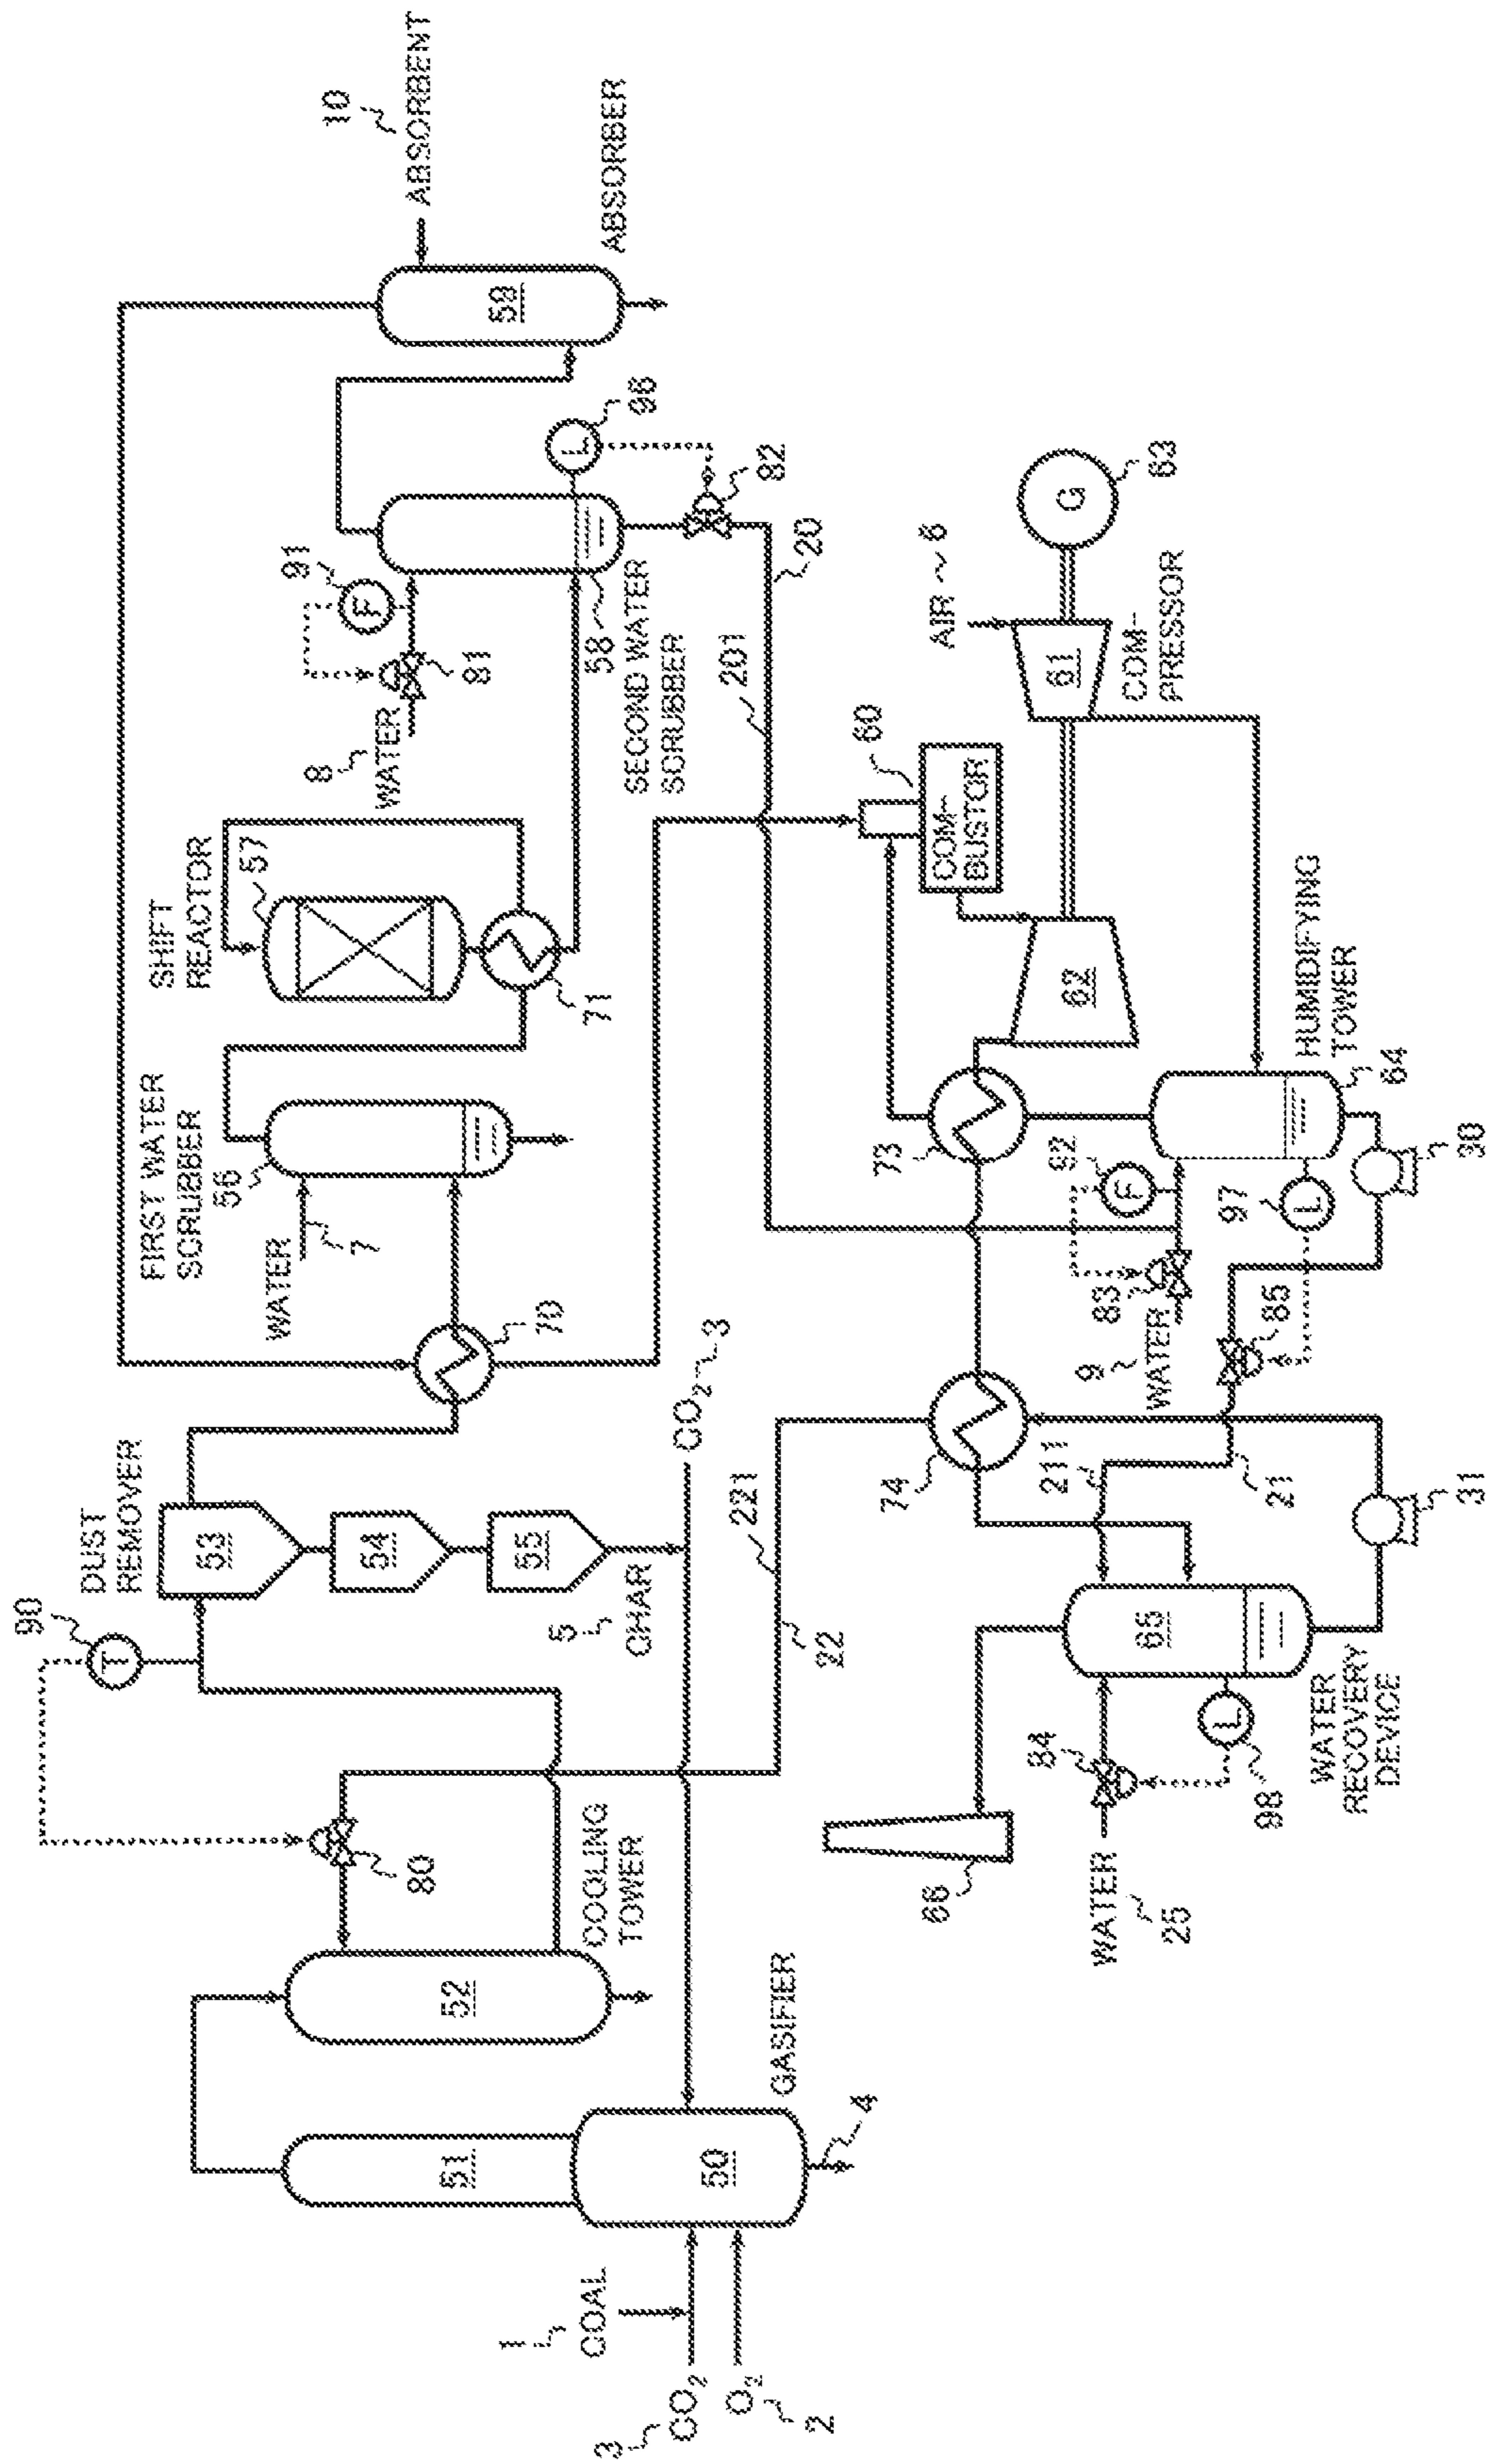 90
T
DUST
REMOVER
53
54
55
5
CHAR
CO2
3
80
COOLING
TOWER
52
51
50
GASIFIER
4
1
COAL
3
CO2
O2
2
FIRST WATER
SCRUBBER
56
WATER
7
70
SHIFT
REACTOR
57
71
8
WATER
81
91
F
58
SECOND WATER
SCRUBBER
L
96
82
20
201
59
10
ABSORBENT
ABSORBER
221
22
66
84
WATER
25
L
98
65
WATER
RECOVERY
DEVICE
31
74
211
21
9
WATER
83
85
92
F
97
L
73
30
64
HUMIDIFYING
TOWER
62
60
COM-
BUSTOR
AIR
6
61
COM-
PRESSOR
G
63